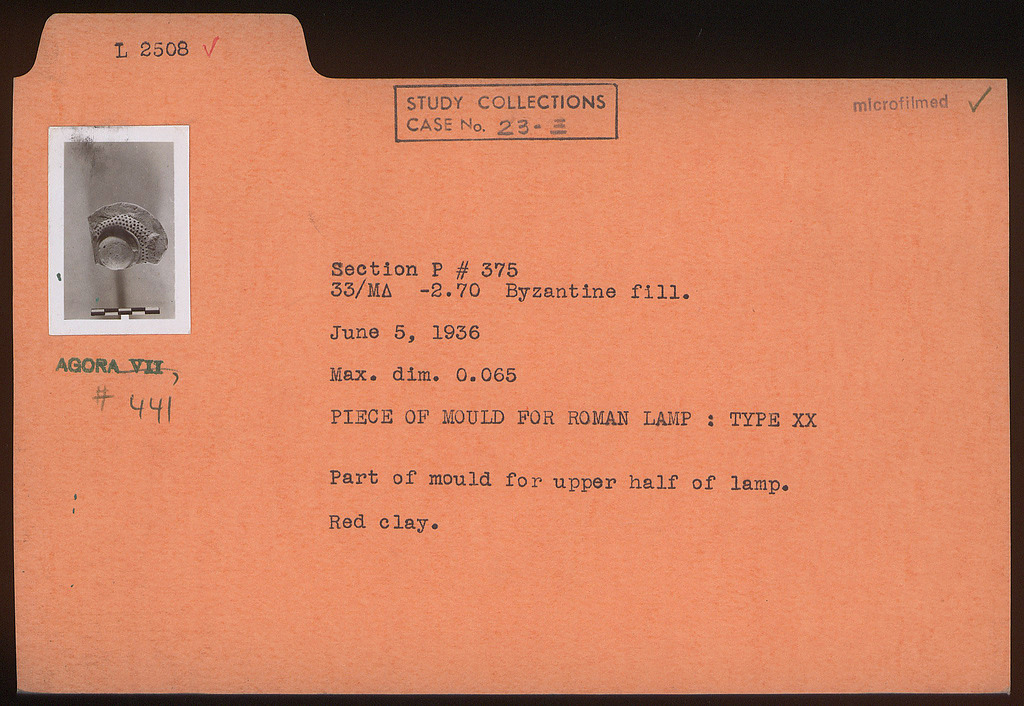 L 2508 ✓
STUDY COLLECTIONS
CASE No. 23-Ξ
microfilmed ✓
Section P # 375
33/ΜΔ -2.70 Byzantine fill.
June 5, 1936
Max. dim. 0.065
PIECE OF MOULD FOR ROMAN LAMP : TYPE XX
Part of mould for upper half of lamp.
Red clay.
AGORA VII,
# 441